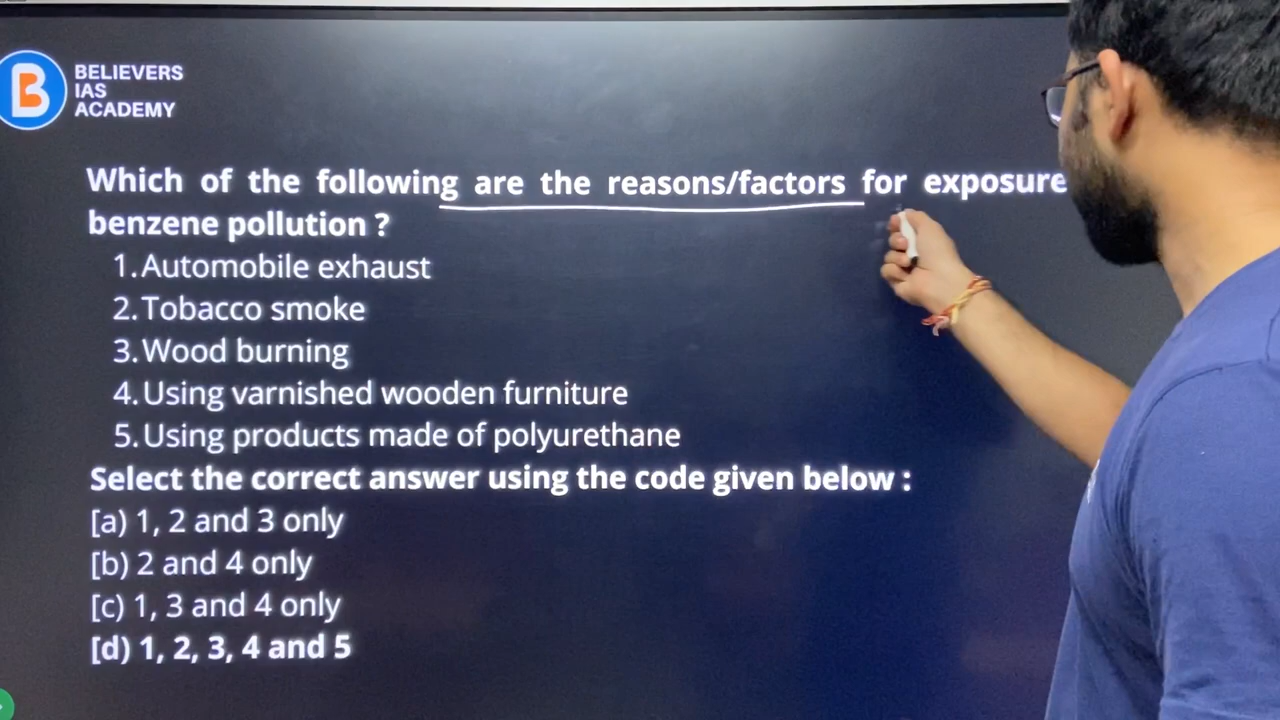 BELIEVERS
IAS
ACADEMY
Which of the following are the reasons/factors for exposure
benzene pollution ?
1. Automobile exhaust
2. Tobacco smoke
3. Wood burning
4. Using varnished wooden furniture
5. Using products made of polyurethane
Select the correct answer using the code given below :
[a) 1, 2 and 3 only
[b) 2 and 4 only
[c) 1, 3 and 4 only
[d) 1, 2, 3, 4 and 5